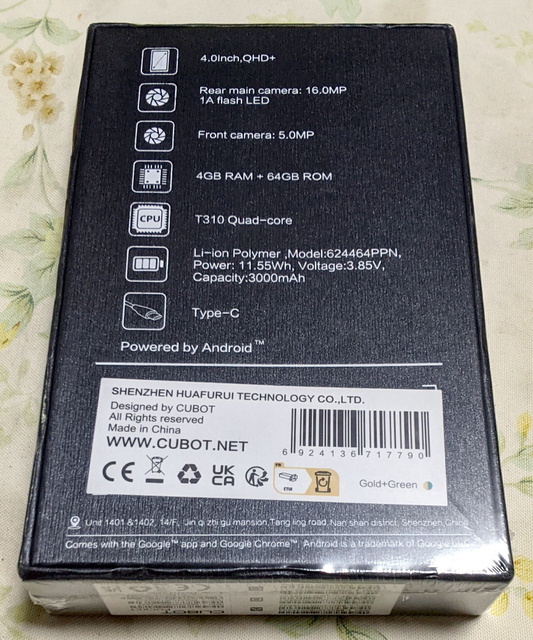 4.0Inch,QHD+
Rear main camera: 16.0MP
1A flash LED
Front camera: 5.0MP
4GB RAM + 64GB ROM
CPU
T310 Quad-core
Li-ion Polymer ,Model:624464PPN,
Power: 11.55Wh, Voltage:3.85V,
Capacity:3000mAh
Type-C
Powered by Android™
SHENZHEN HUAFURUI TECHNOLOGY CO.,LTD.
Designed by CUBOT
All Rights reserved
Made in China
WWW.CUBOT.NET
6 924136 717790
CE
UK
CA
FR
Gold+Green
Unit 1401 &1402, 14/F, Jin qi zhi gu mansion,Tang ling road, Nan shan district, Shenzhen,China
Comes with the Google™ app and Google Chrome™. Android is a trademark of Google LLC.
CUBOT